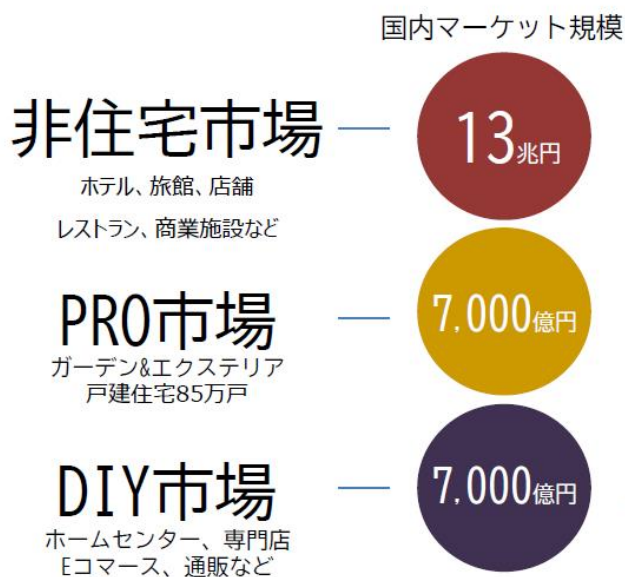 国内マーケット規模
非住宅市場
13兆円
ホテル、旅館、店舗
レストラン、商業施設など
PRO市場
7,000億円
ガーデン&エクステリア
戸建住宅85万戸
DIY市場
7,000億円
ホームセンター、専門店
Eコマース、通販など